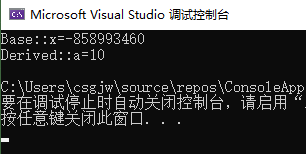 Microsoft Visual Studio 调试控制台
Base::x=-858993460
Derived::a=10
C:\Users\csgjw\source\repos\ConsoleApp
要在调试停止时自动关闭控制台，请启用“
按任意键关闭此窗口. . .